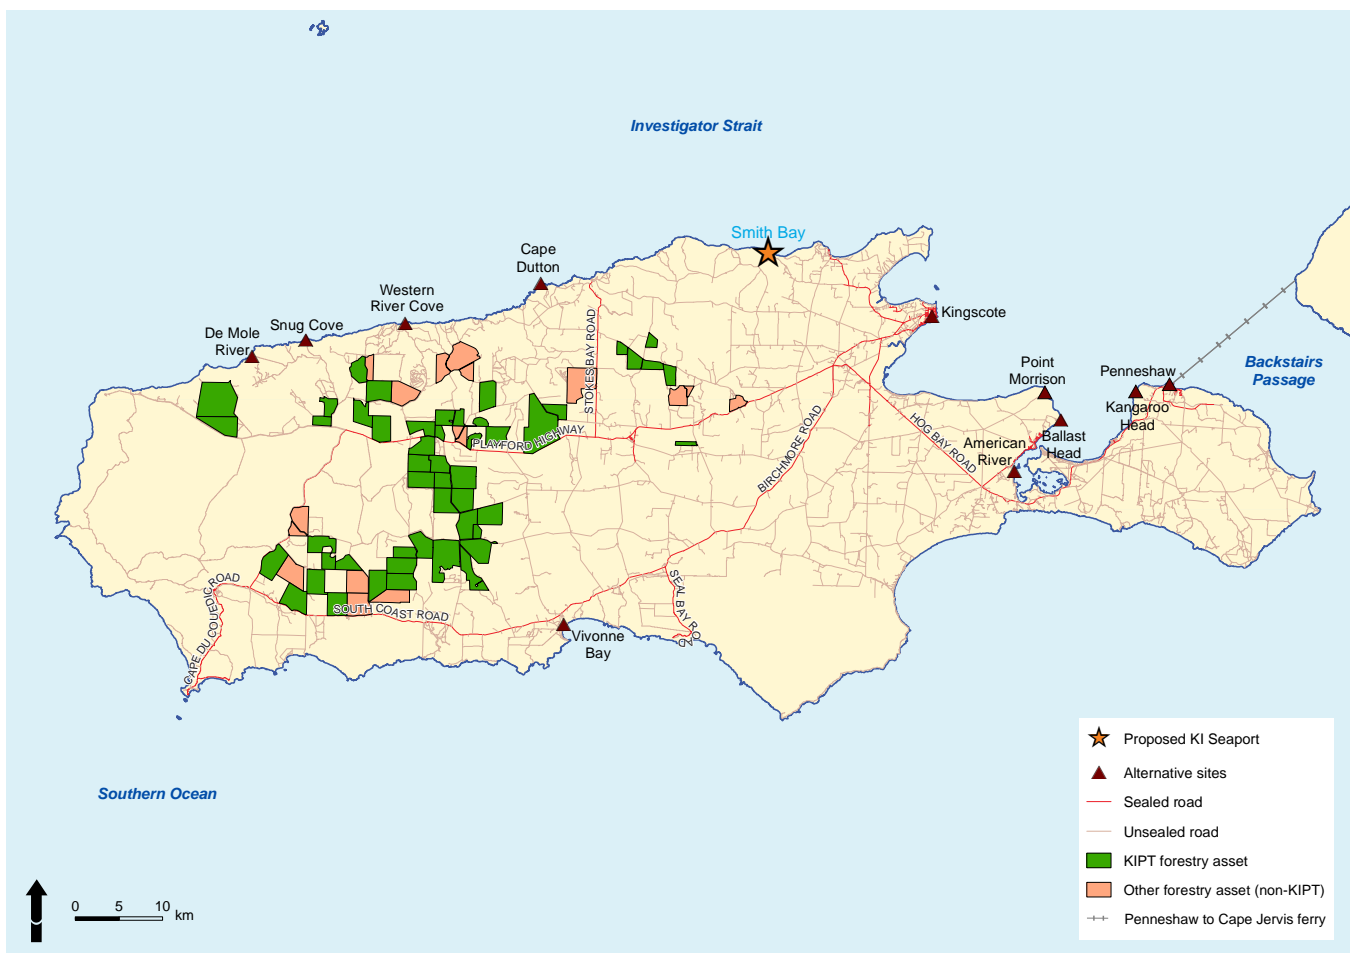 Investigator Strait
Smith Bay
Cape
Dutton
Western
River Cove
Snug Cove
De Mole
River
Kingscote
STOKES BAY ROAD
Point
Morrison
Penneshaw
Backstairs
Passage
Kangaroo
Head
Ballast
Head
American
River
HOG BAY ROAD
PLAYFORD HIGHWAY
BIRCHMORE ROAD
CAPE DU COUEDIC ROAD
SOUTH COAST ROAD
SEAL BAY ROAD
Vivonne
Bay
Southern Ocean
Proposed KI Seaport
Alternative sites
Sealed road
Unsealed road
KIPT forestry asset
Other forestry asset (non-KIPT)
Penneshaw to Cape Jervis ferry
0 5 10
km